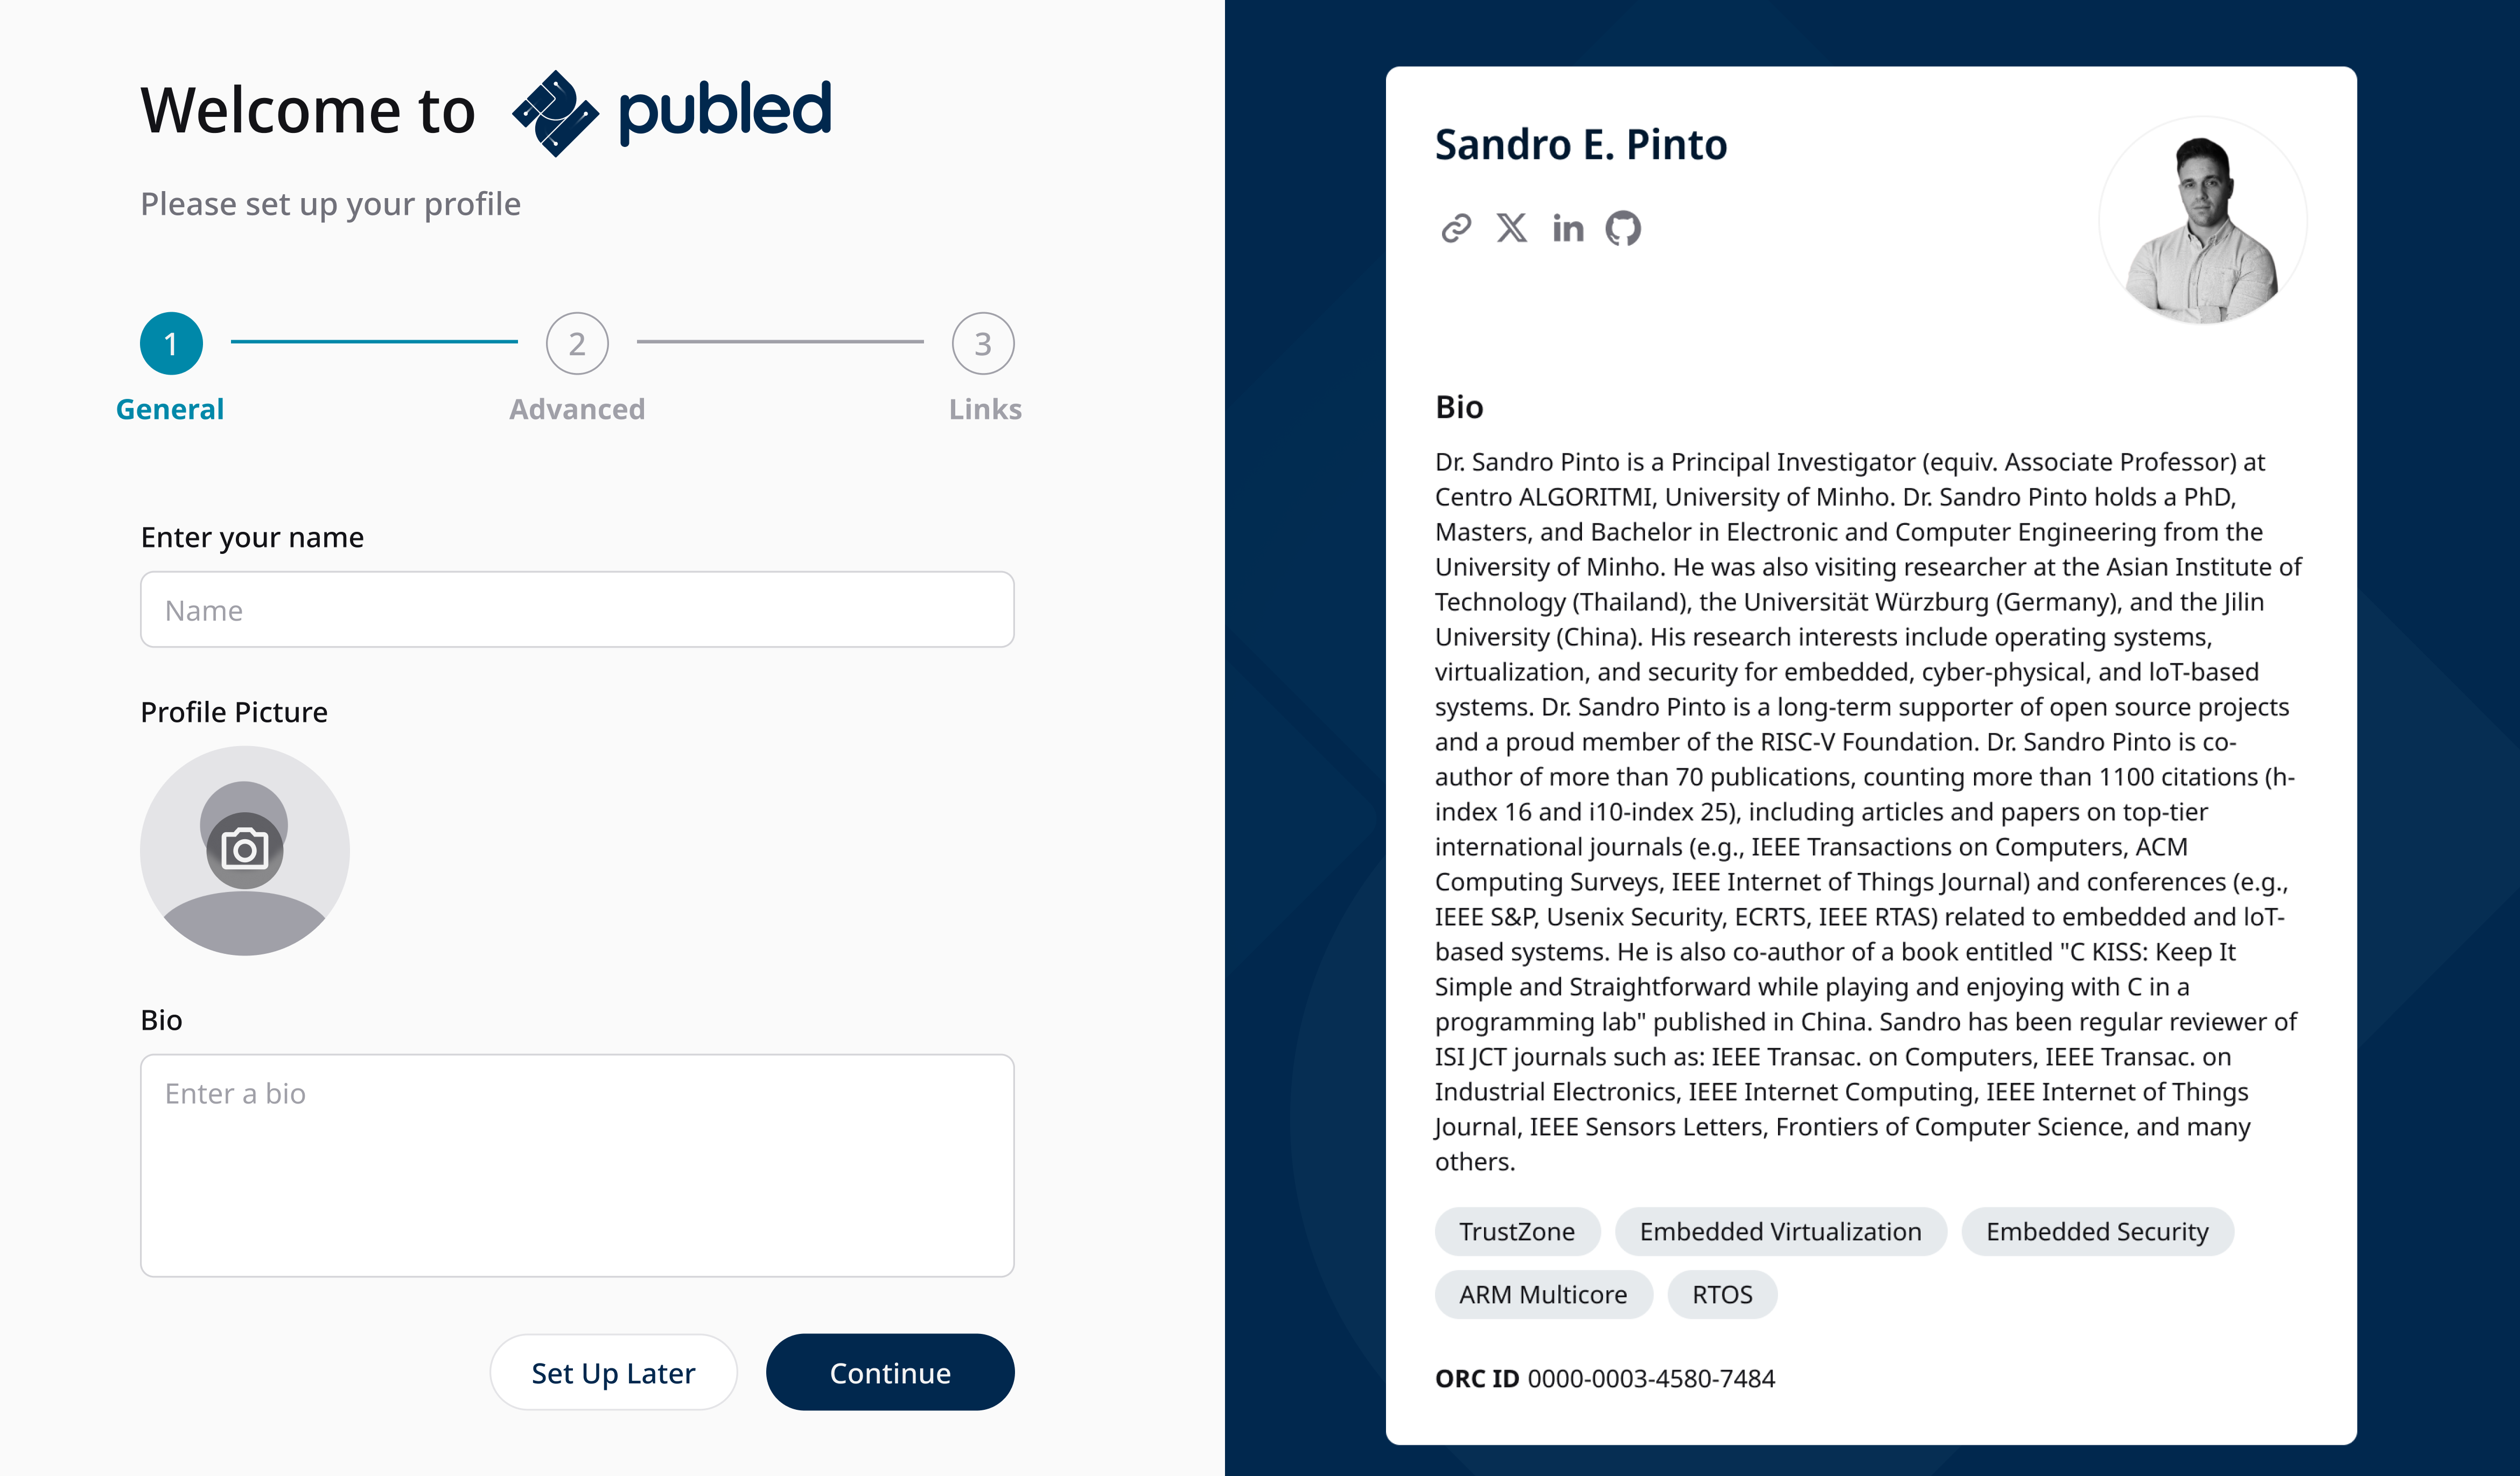 Welcome to publed
Please set up your profile
1
2
3
General
Advanced
Links
Enter your name
Name
Profile Picture
Bio
Enter a bio
Set Up Later
Continue
Sandro E. Pinto
Bio
Dr. Sandro Pinto is a Principal Investigator (equiv. Associate Professor) at
Centro ALGORITMI, University of Minho. Dr. Sandro Pinto holds a PhD,
Masters, and Bachelor in Electronic and Computer Engineering from the
University of Minho. He was also visiting researcher at the Asian Institute of
Technology (Thailand), the Universität Würzburg (Germany), and the Jilin
University (China). His research interests include operating systems,
virtualization, and security for embedded, cyber-physical, and loT-based
systems. Dr. Sandro Pinto is a long-term supporter of open source projects
and a proud member of the RISC-V Foundation. Dr. Sandro Pinto is co-
author of more than 70 publications, counting more than 1100 citations (h-
index 16 and i10-index 25), including articles and papers on top-tier
international journals (e.g., IEEE Transactions on Computers, ACM
Computing Surveys, IEEE Internet of Things Journal) and conferences (e.g.,
IEEE S&P, Usenix Security, ECRTS, IEEE RTAS) related to embedded and loT-
based systems. He is also co-author of a book entitled "C KISS: Keep It
Simple and Straightforward while playing and enjoying with C in a
programming lab" published in China. Sandro has been regular reviewer of
ISI JCT journals such as: IEEE Transac. on Computers, IEEE Transac. on
Industrial Electronics, IEEE Internet Computing, IEEE Internet of Things
Journal, IEEE Sensors Letters, Frontiers of Computer Science, and many
others.
TrustZone
Embedded Virtualization
Embedded Security
ARM Multicore
RTOS
ORC ID 0000-0003-4580-7484